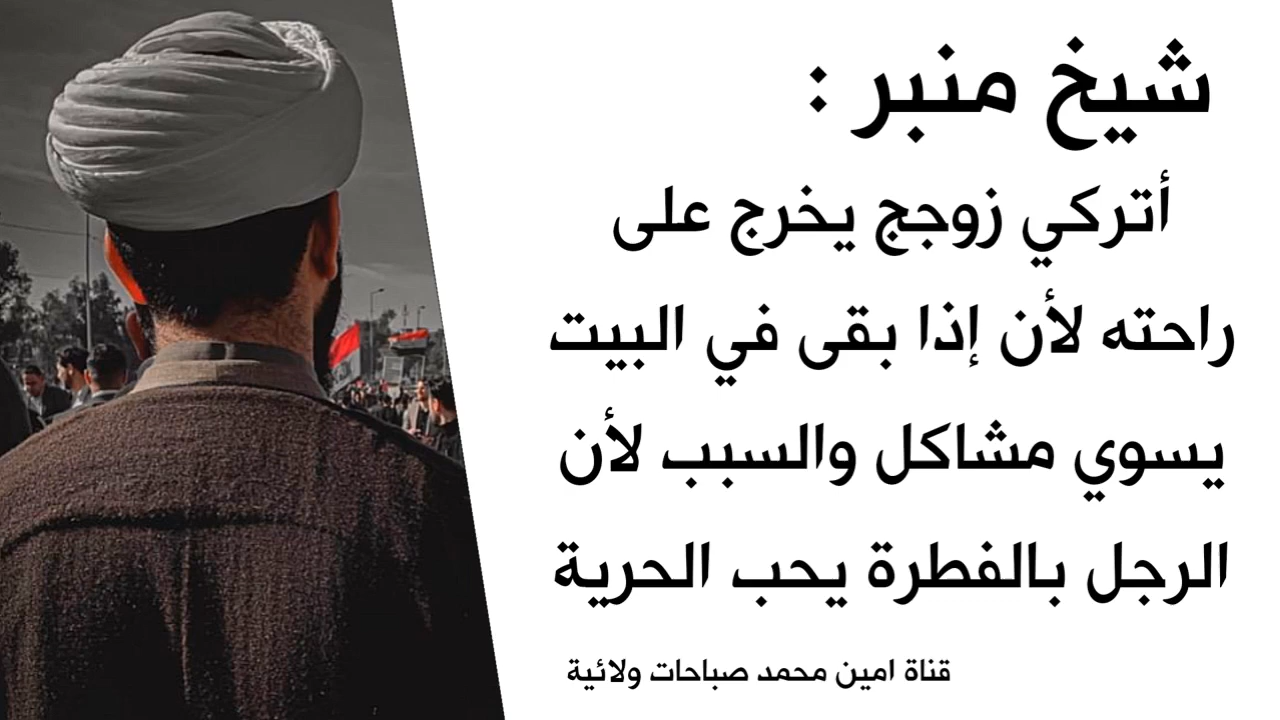 شيخ منبر :
أتركي زوجج يخرج على
راحته لأن إذا بقى في البيت
يسوي مشاكل والسبب لأن
الرجل بالفطرة يحب الحرية
قناة امين محمد صباحات ولائية